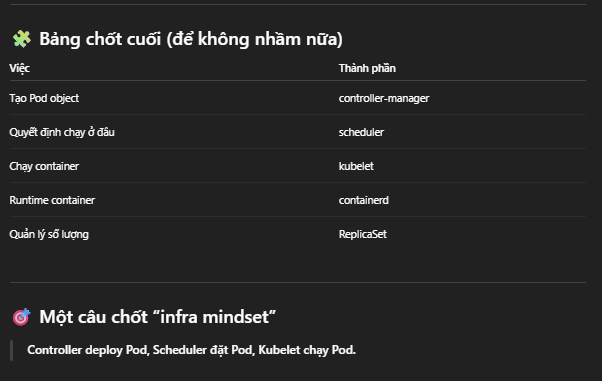 🧩 Bảng chốt cuối (để không nhầm nữa)
Việc Thành phần
Tạo Pod object controller-manager
Quyết định chạy ở đâu scheduler
Chạy container kubelet
Runtime container containerd
Quản lý số lượng ReplicaSet
🎯 Một câu chốt “infra mindset”
Controller deploy Pod, Scheduler đặt Pod, Kubelet chạy Pod.